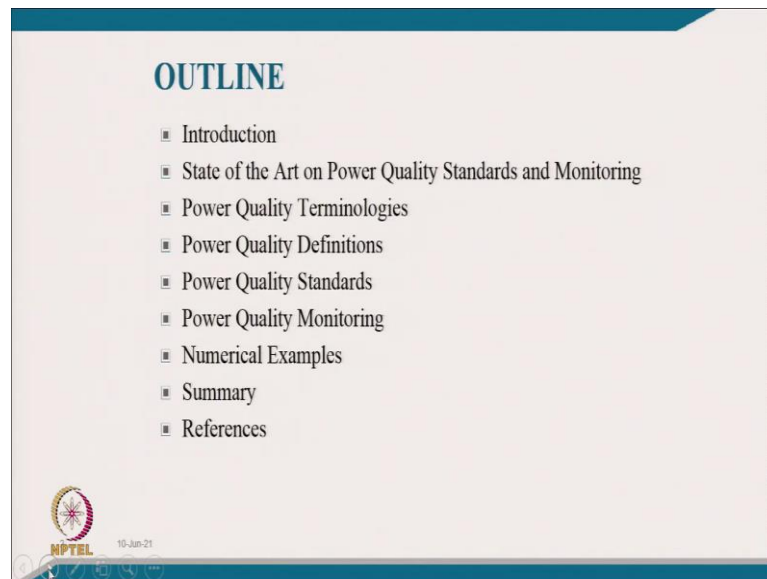 OUTLINE
Introduction
State of the Art on Power Quality Standards and Monitoring
Power Quality Terminologies
Power Quality Definitions
Power Quality Standards
Power Quality Monitoring
Numerical Examples
Summary
References
NPTEL
10-Jun-21